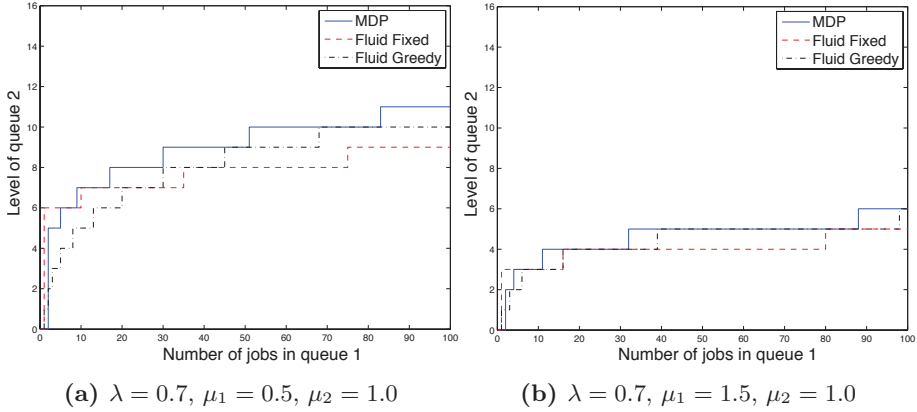 16
14
12
10
8
6
4
2
0
Level of queue 2
MDP
Fluid Fixed
Fluid Greedy
0 10 20 30 40 50 60 70 80 90 100
Number of jobs in queue 1
(a) λ = 0.7, μ1 = 0.5, μ2 = 1.0
16
14
12
10
8
6
4
2
0
Level of queue 2
MDP
Fluid Fixed
Fluid Greedy
0 10 20 30 40 50 60 70 80 90 100
Number of jobs in queue 1
(b) λ = 0.7, μ1 = 1.5, μ2 = 1.0